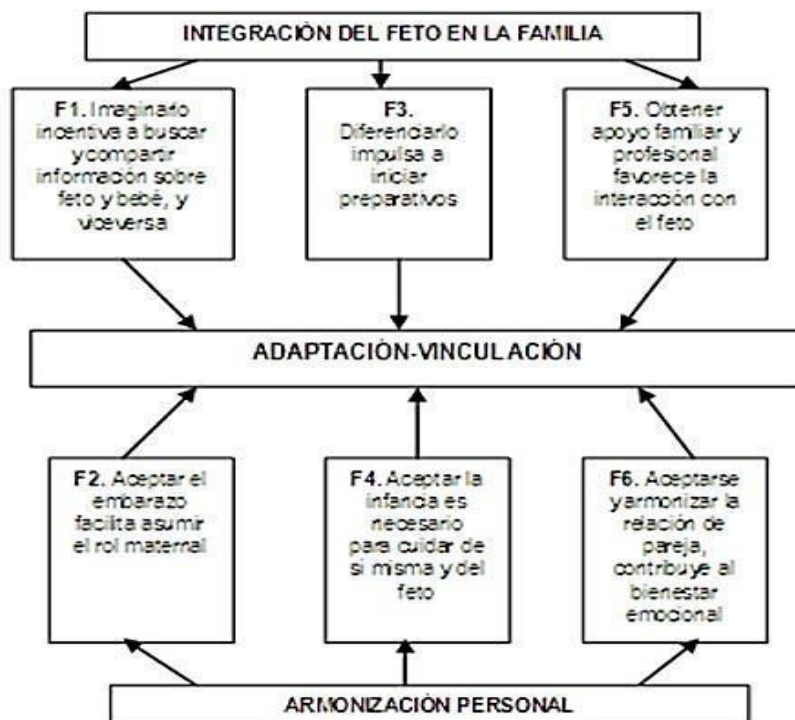 INTEGRACIÓN DEL FETO EN LA FAMILIA
F1. Imaginarlo
incentiva a buscar
y compartir
información sobre
feto y bebé, y
viceversa
F3.
Diferenciarlo
impulsa a
iniciar
preparativos
F5. Obtener
apoyo familiar y
profesional
favorece la
interacción con
el feto
ADAPTACIÓN-VINCULACIÓN
F2. Aceptar el
embarazo
facilita asumir
el rol maternal
F4. Aceptar la
infancia es
necesario
para cuidar de
si misma y del
feto
F6. Aceptarse
y armonizar la
relación de
pareja,
contribuye al
bienestar
emocional
ARMONIZACIÓN PERSONAL